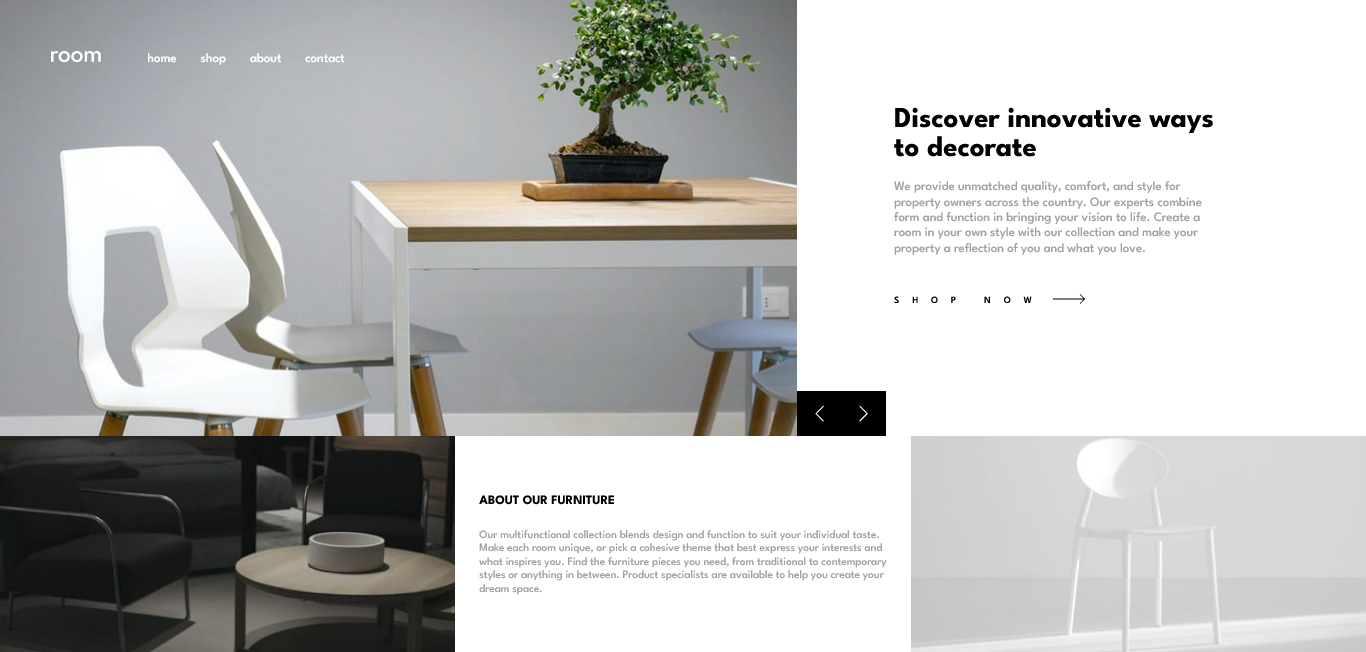 room
home shop about contact
Discover innovative ways
to decorate
We provide unmatched quality, comfort, and style for
property owners across the country. Our experts combine
form and function in bringing your vision to life. Create a
room in your own style with our collection and make your
property a reflection of you and what you love.
SHOP NOW
ABOUT OUR FURNITURE
Our multifunctional collection blends design and function to suit your individual taste.
Make each room unique, or pick a cohesive theme that best express your interests and
what inspires you. Find the furniture pieces you need, from traditional to contemporary
styles or anything in between. Product specialists are available to help you create your
dream space.